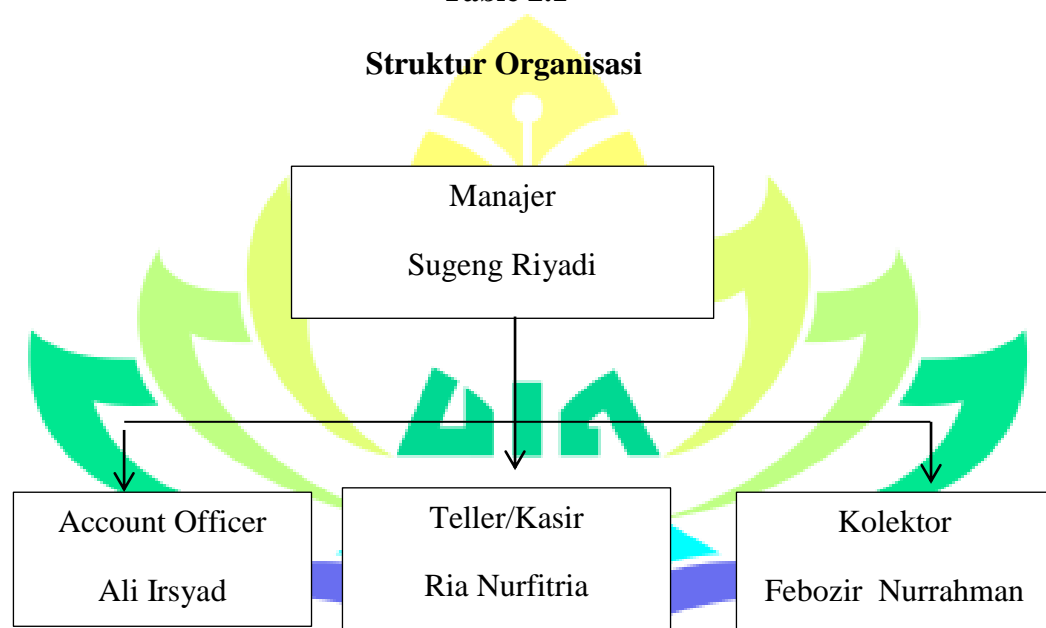 Struktur Organisasi
Manajer
Sugeng Riyadi
Account Officer
Ali Irsyad
Teller/Kasir
Ria Nurfitria
Kolektor
Febozir Nurrahman